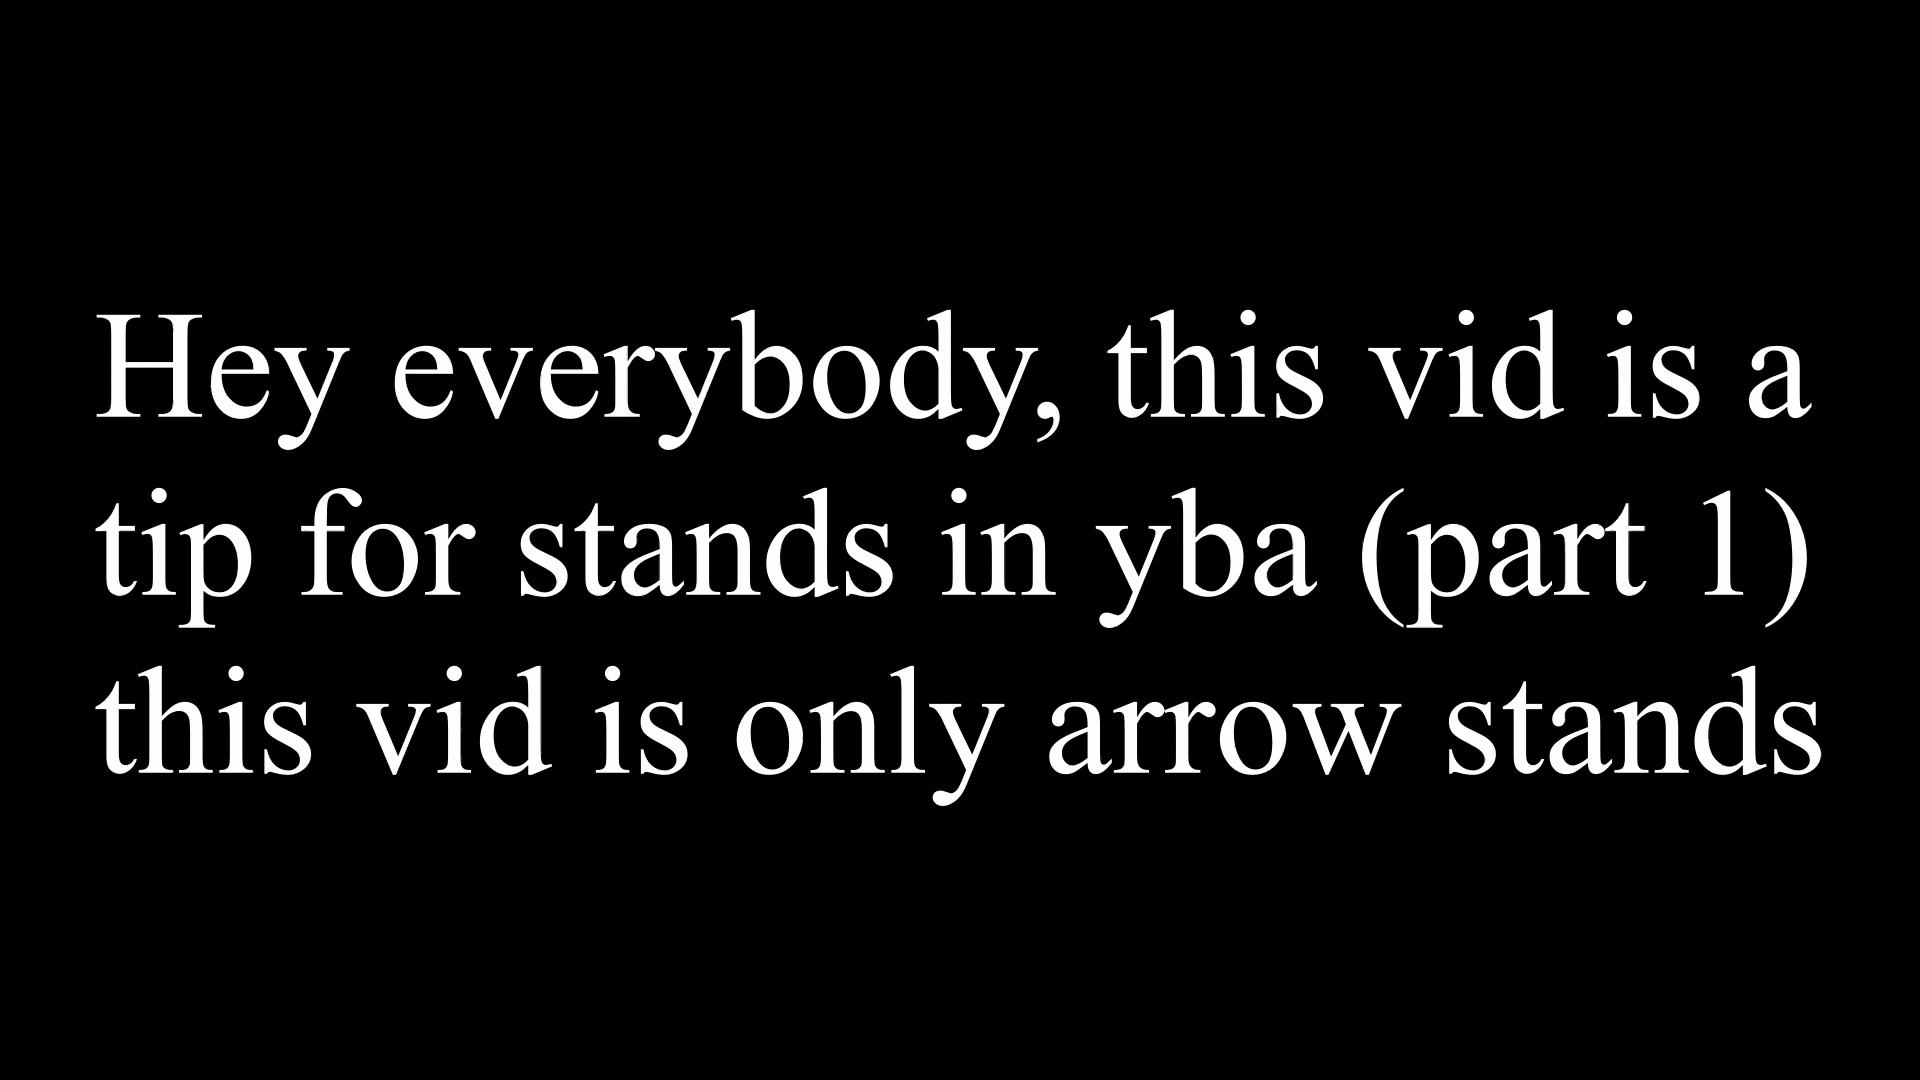 Hey everybody, this vid is a
tip for stands in yba (part 1)
this vid is only arrow stands